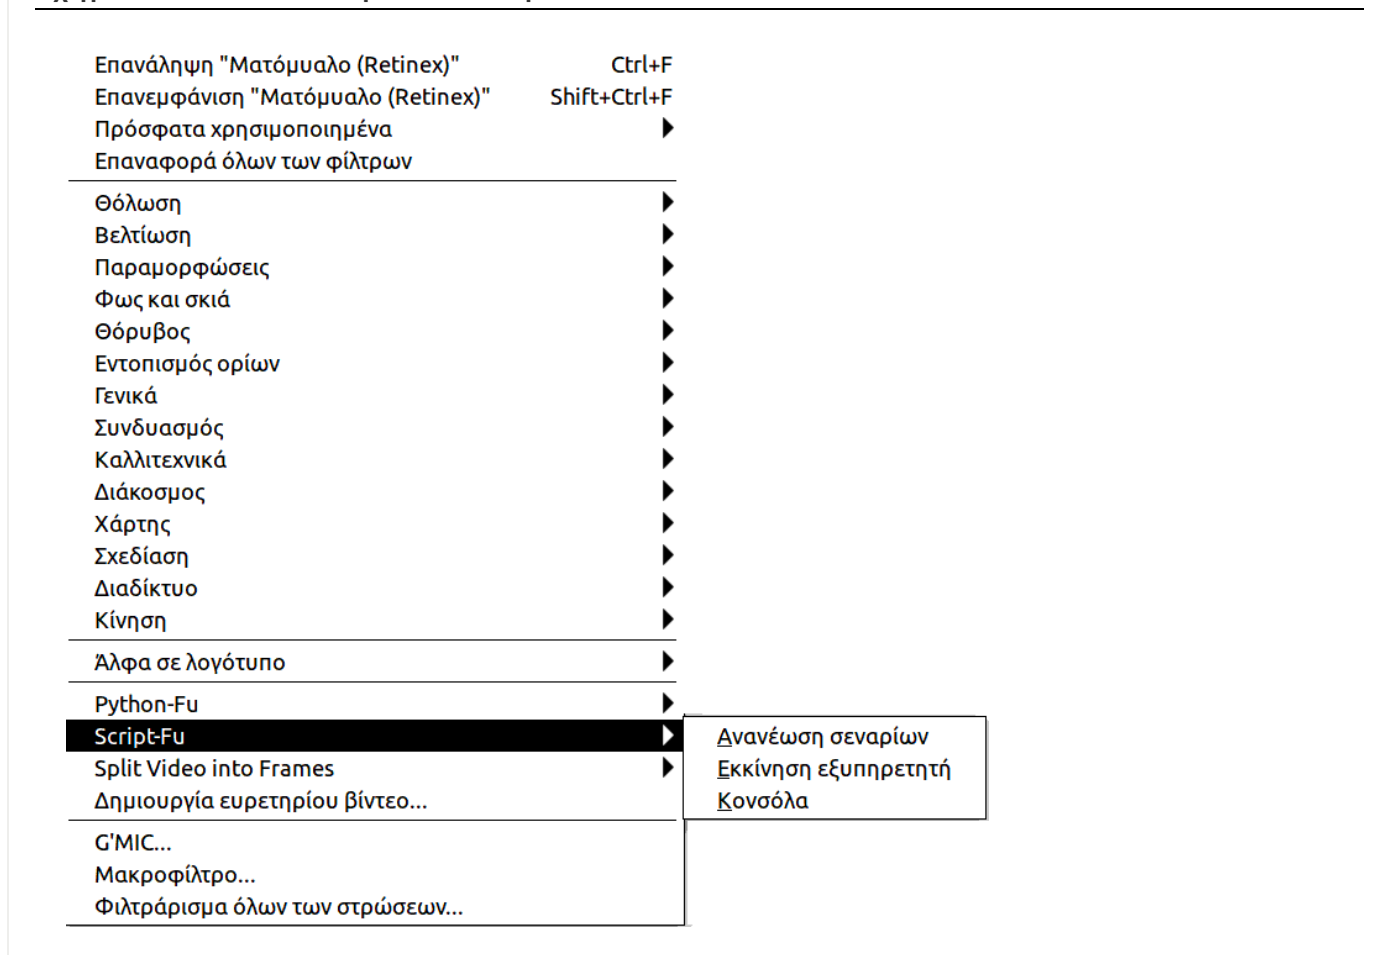 Επανάληψη "Ματόμυαλο (Retinex)" Ctrl+F
Επανεμφάνιση "Ματόμυαλο (Retinex)" Shift+Ctrl+F
Πρόσφατα χρησιμοποιημένα
Επαναφορά όλων των φίλτρων
Θόλωση
Βελτίωση
Παραμορφώσεις
Φως και σκιά
Θόρυβος
Εντοπισμός ορίων
Γενικά
Συνδυασμός
Καλλιτεχνικά
Διάκοσμος
Χάρτης
Σχεδίαση
Διαδίκτυο
Κίνηση
Άλφα σε λογότυπο
Python-Fu
Script-Fu
Split Video into Frames
Δημιουργία ευρετηρίου βίντεο...
G'MIC...
Μακροφίλτρο...
Φιλτράρισμα όλων των στρώσεων...
Ανανέωση σεναρίων
Εκκίνηση εξυπηρετητή
Κονσόλα